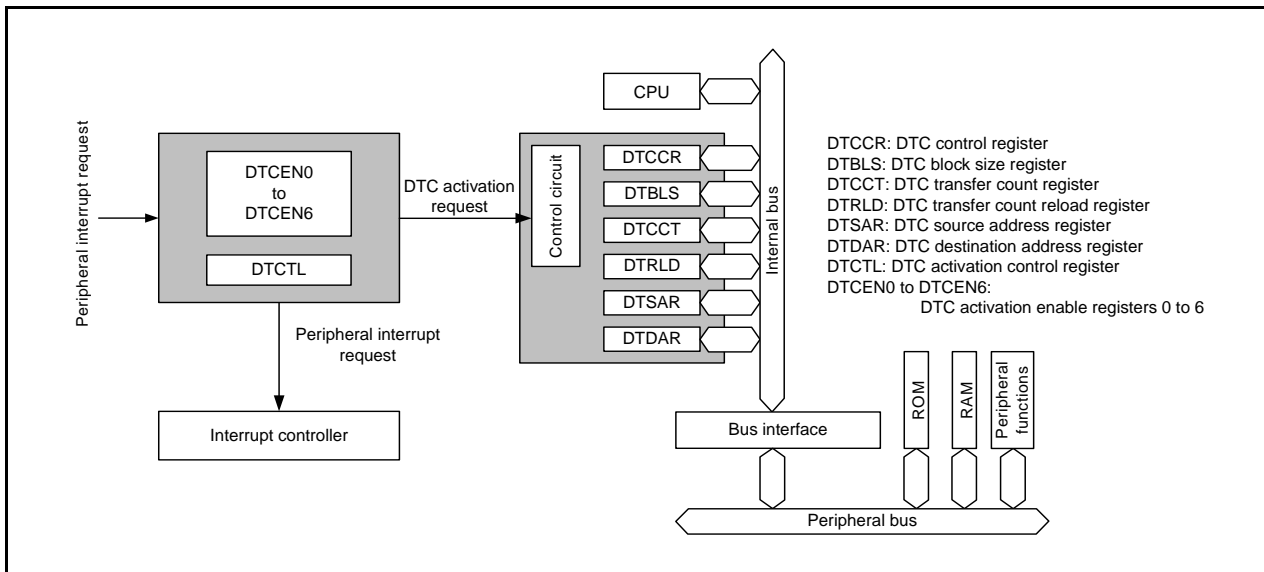 Peripheral interrupt request
DTCEN0
to
DTCEN6
DTCTL
DTC activation
request
Peripheral interrupt
request
Interrupt controller
CPU
Control circuit
DTCCR
DTBLS
DTCCT
DTRLD
DTSAR
DTDAR
Internal bus
DTCCR: DTC control register
DTBLS: DTC block size register
DTCCT: DTC transfer count register
DTRLD: DTC transfer count reload register
DTSAR: DTC source address register
DTDAR: DTC destination address register
DTCTL: DTC activation control register
DTCEN0 to DTCEN6:
DTC activation enable registers 0 to 6
Bus interface
ROM
RAM
Peripheral
functions
Peripheral bus